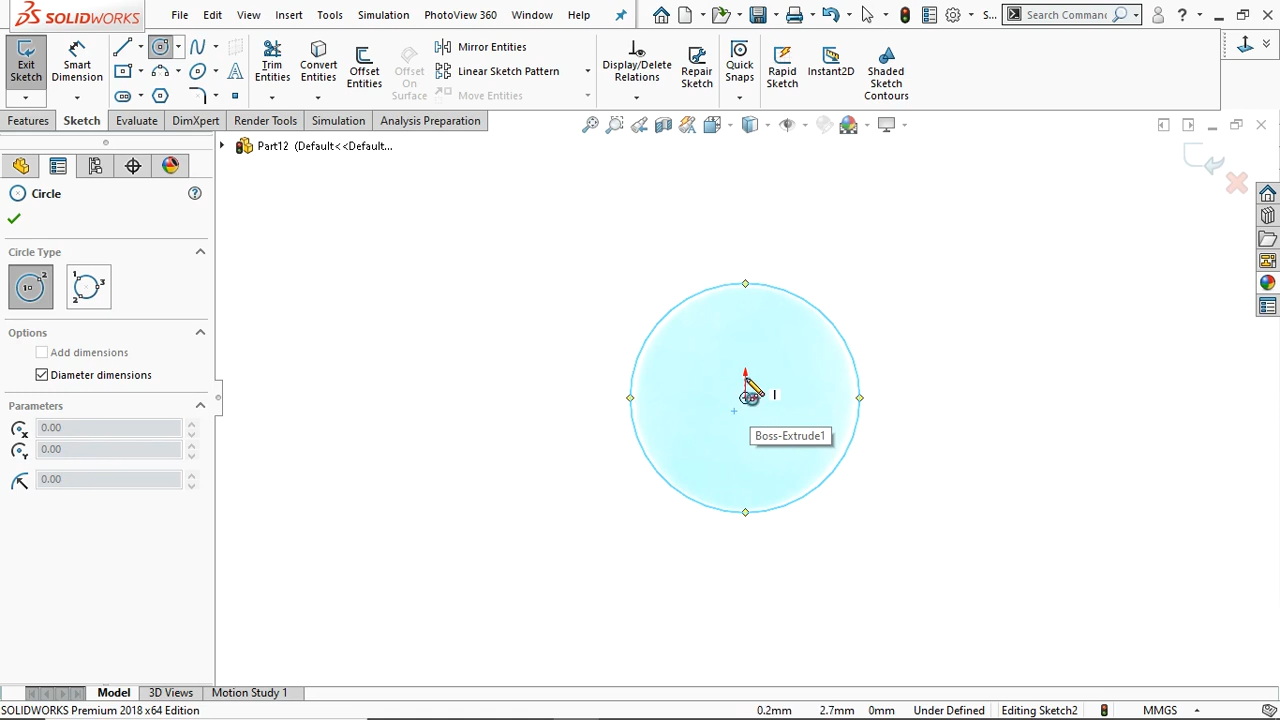 SOLIDWORKS
File Edit View Insert Tools Simulation PhotoView 360 Window Help
S...
Search Comman
Exit Sketch
Smart Dimension
Trim Entities
Convert Entities
Offset Entities
Offset On Surface
Mirror Entities
Linear Sketch Pattern
Move Entities
Display/Delete Relations
Repair Sketch
Quick Snaps
Rapid Sketch
Instant2D
Shaded Sketch Contours
Features Sketch Evaluate DimXpert Render Tools Simulation Analysis Preparation
Part12 (Default<<Default...
Circle
Circle Type
Options
Add dimensions
Diameter dimensions
Parameters
0.00
0.00
0.00
Boss-Extrude1
Model 3D Views Motion Study 1
SOLIDWORKS Premium 2018 x64 Edition
0.2mm 2.7mm 0mm Under Defined Editing Sketch2 MMGS